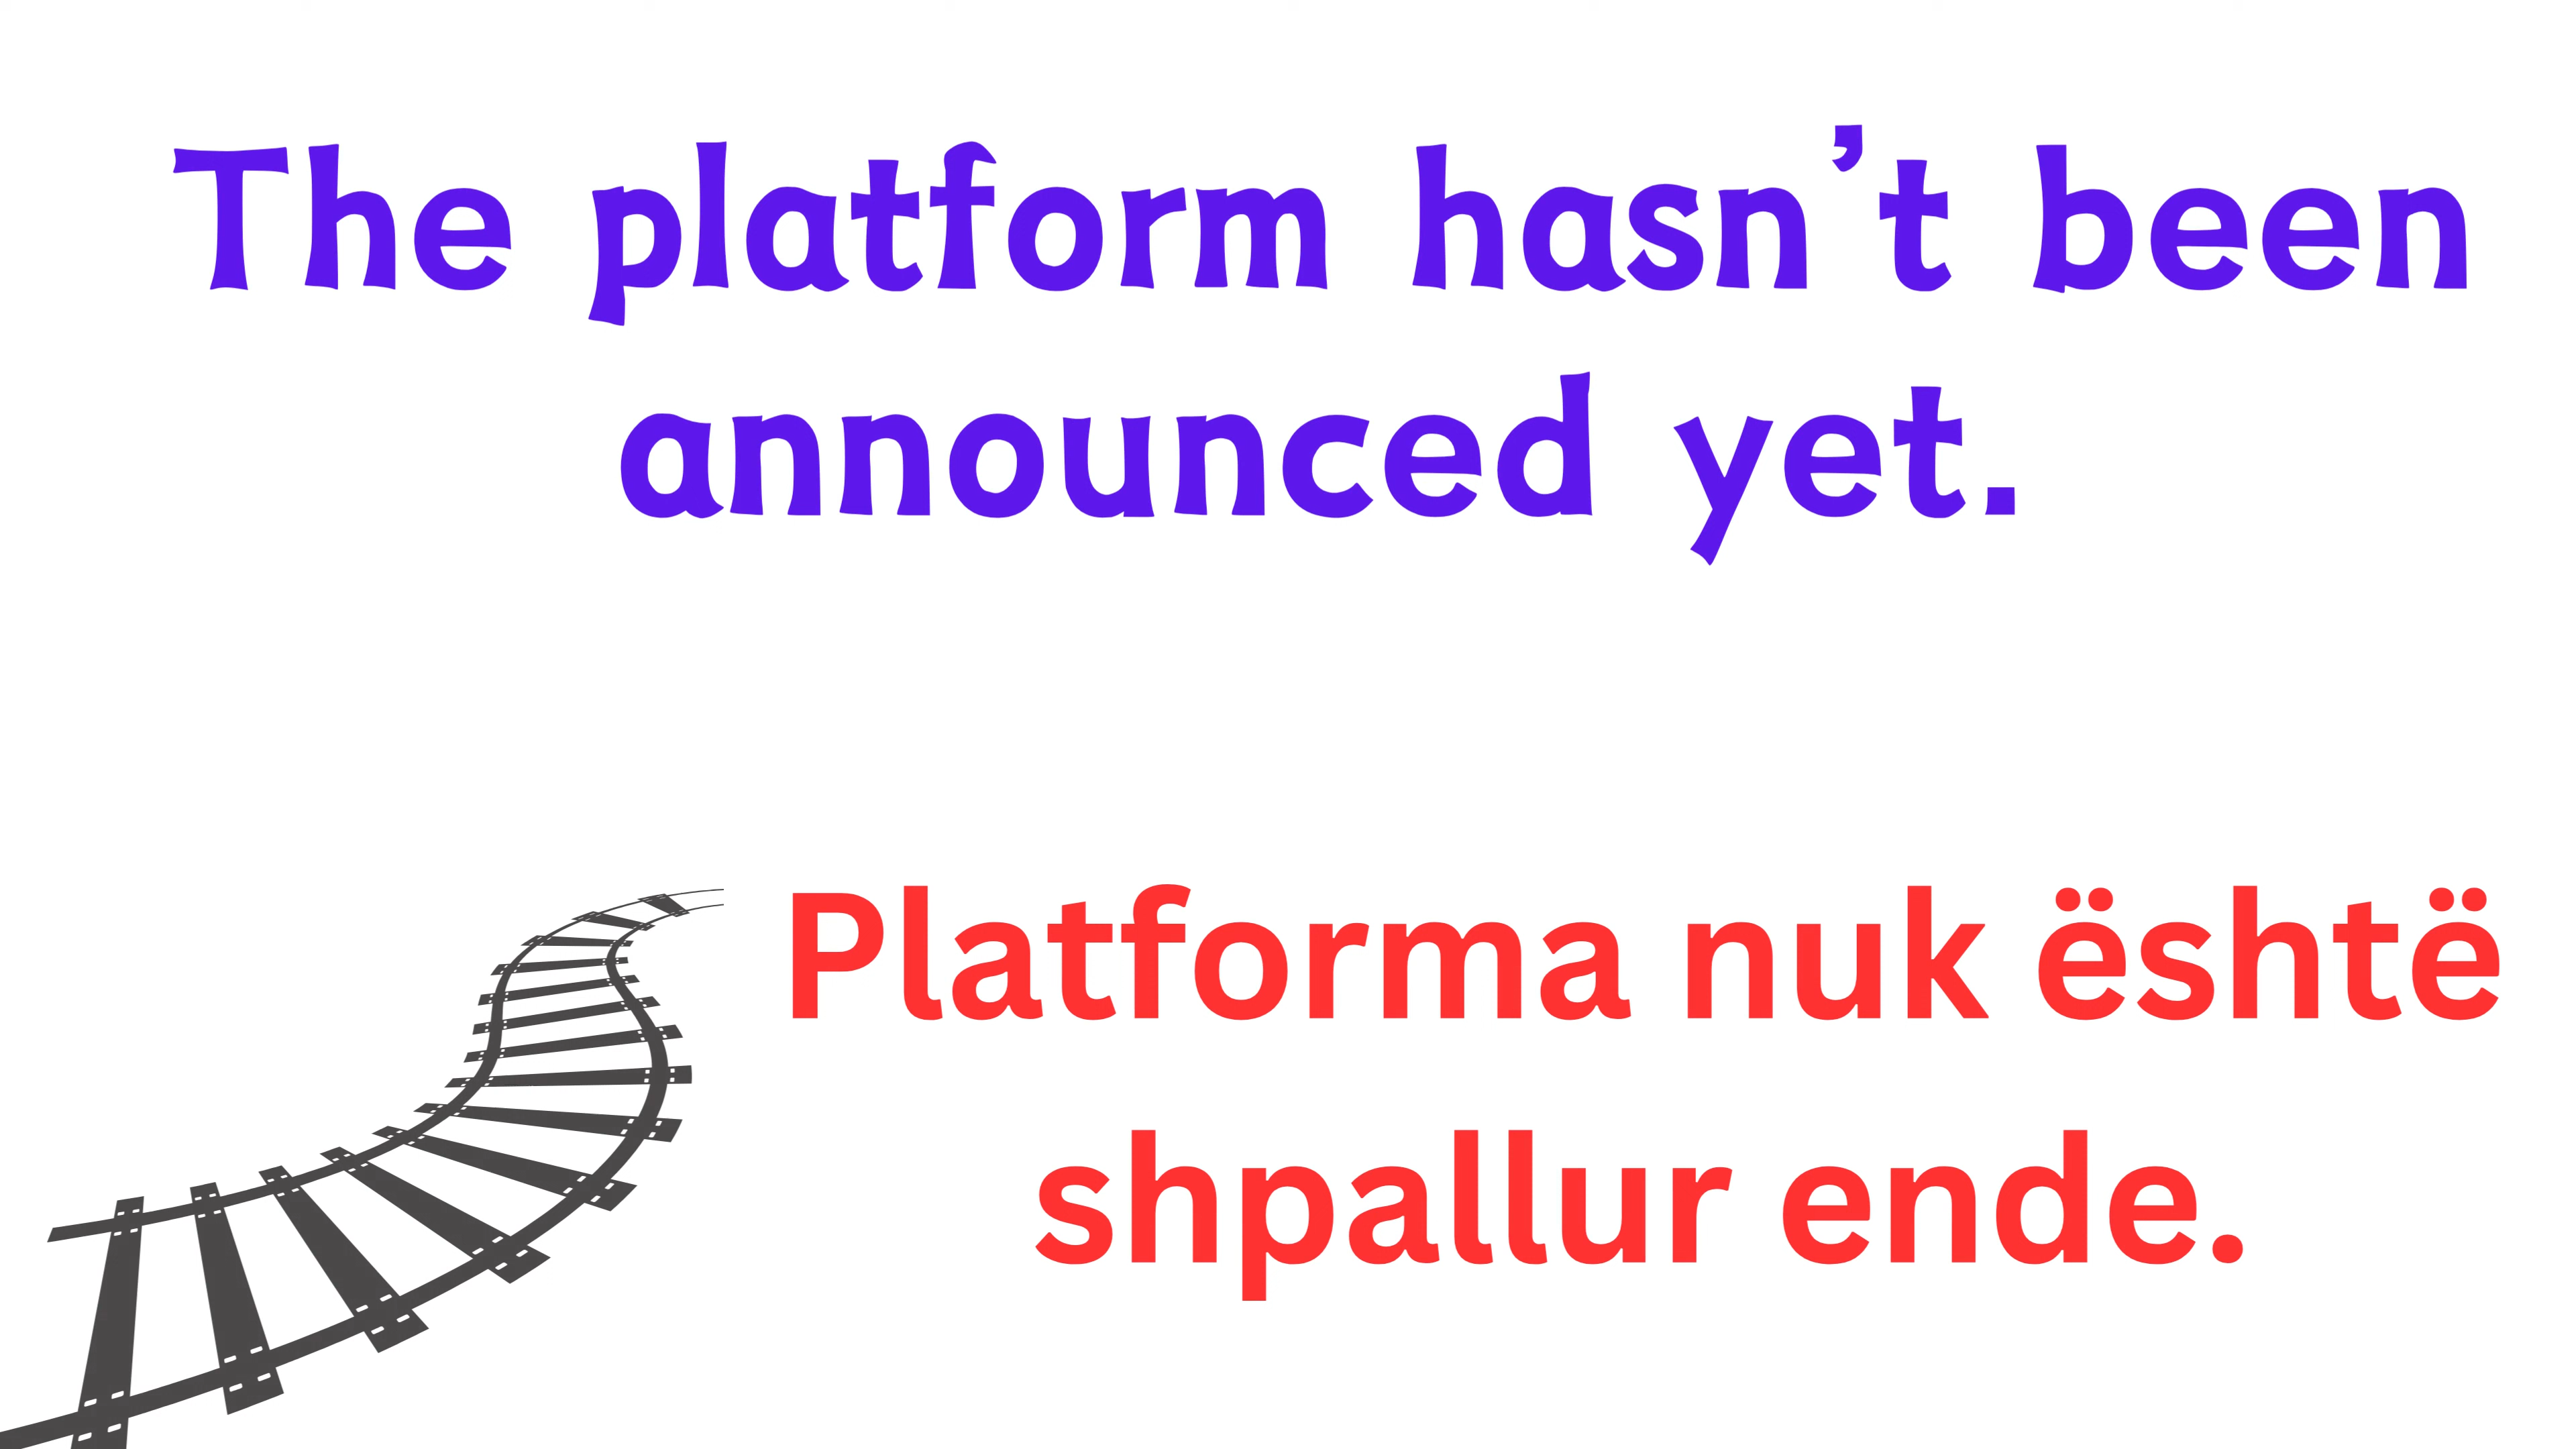 The platform hasn’t been
announced yet.
Platforma nuk është
shpallur ende.